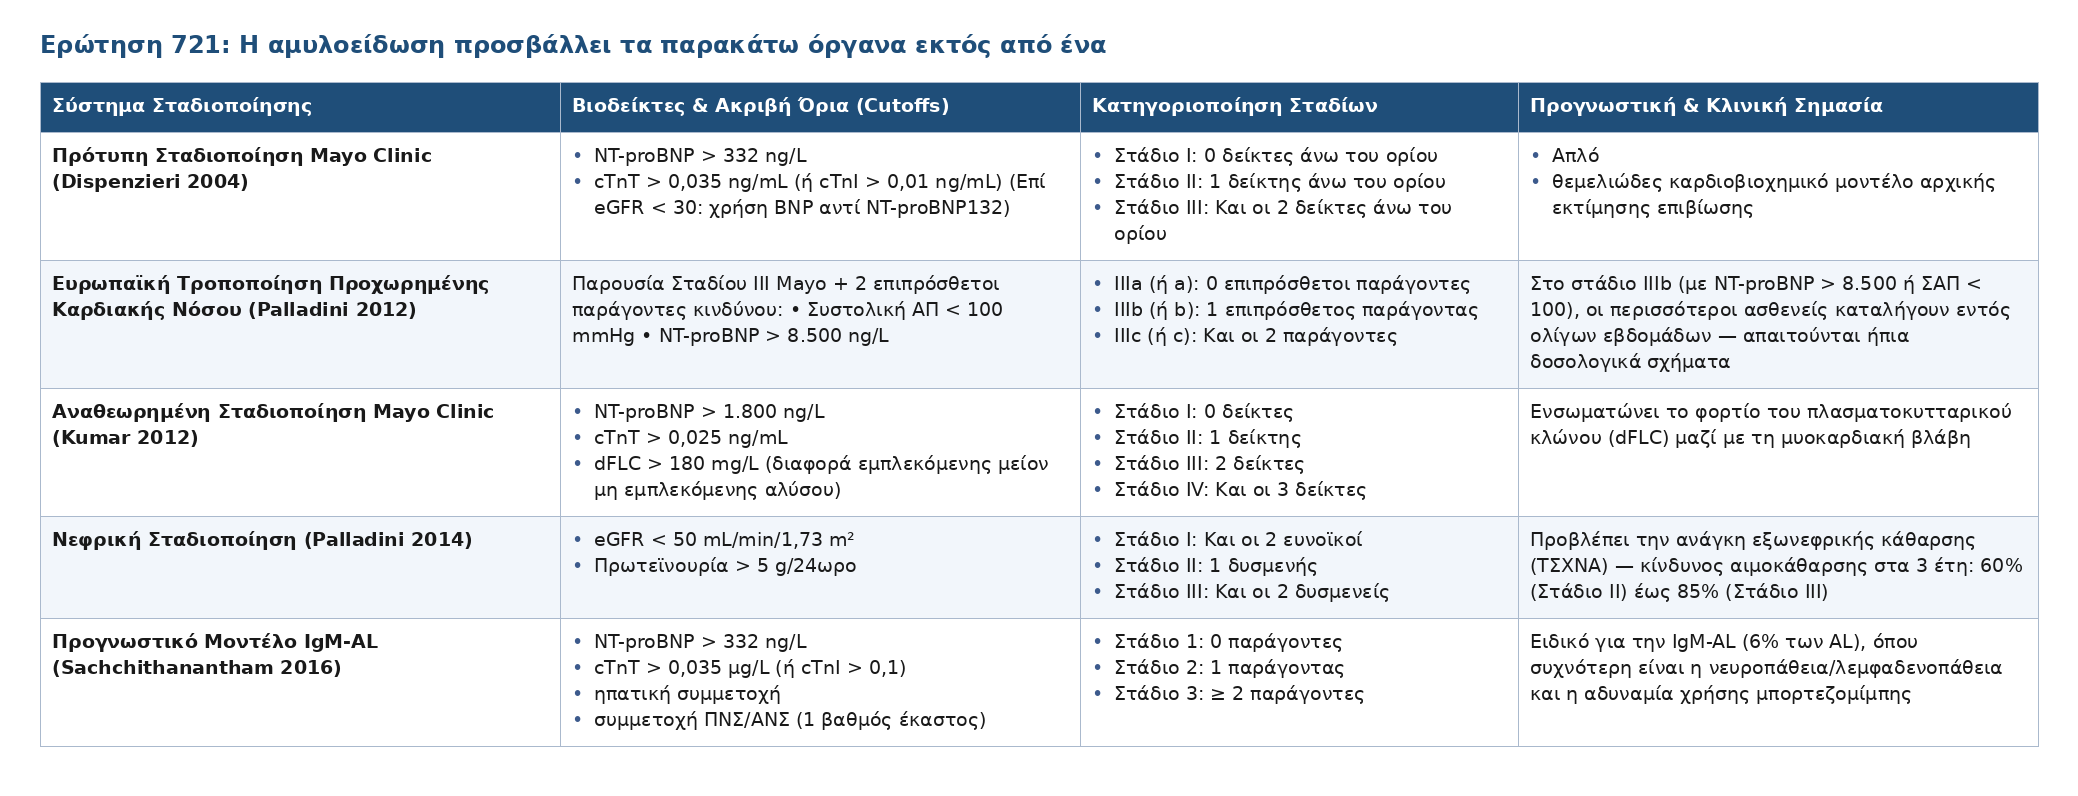 Ερώτηση 721: Η αμυλοείδωση προσβάλλει τα παρακάτω όργανα εκτός από ένα
Σύστημα Σταδιοποίησης
Βιοδείκτες & Ακριβή Όρια (Cutoffs)
Κατηγοριοποίηση Σταδίων
Προγνωστική & Κλινική Σημασία
Πρότυπη Σταδιοποίηση Mayo Clinic
(Dispenzieri 2004)
• NT-proBNP > 332 ng/L
• cTnT > 0,035 ng/mL (ή cTnI > 0,01 ng/mL) (Επί
eGFR < 30: χρήση BNP αντί NT-proBNP132)
• Στάδιο I: 0 δείκτες άνω του ορίου
• Στάδιο II: 1 δείκτης άνω του ορίου
• Στάδιο III: Και οι 2 δείκτες άνω του
ορίου
• Απλό
• θεμελιώδες καρδιοβιοχημικό μοντέλο αρχικής
εκτίμησης επιβίωσης
Ευρωπαϊκή Τροποποίηση Προχωρημένης
Καρδιακής Νόσου (Palladini 2012)
Παρουσία Σταδίου III Mayo + 2 επιπρόσθετοι
παράγοντες κινδύνου: • Συστολική ΑΠ < 100
mmHg • NT-proBNP > 8.500 ng/L
• IIIa (ή a): 0 επιπρόσθετοι παράγοντες
• IIIb (ή b): 1 επιπρόσθετος παράγοντας
• IIIc (ή c): Και οι 2 παράγοντες
Στο στάδιο IIIb (με NT-proBNP > 8.500 ή ΣΑΠ <
100), οι περισσότεροι ασθενείς καταλήγουν εντός
ολίγων εβδομάδων — απαιτούνται ήπια
δοσολογικά σχήματα
Αναθεωρημένη Σταδιοποίηση Mayo Clinic
(Kumar 2012)
• NT-proBNP > 1.800 ng/L
• cTnT > 0,025 ng/mL
• dFLC > 180 mg/L (διαφορά εμπλεκόμενης μείον
μη εμπλεκόμενης αλύσου)
• Στάδιο I: 0 δείκτες
• Στάδιο II: 1 δείκτης
• Στάδιο III: 2 δείκτες
• Στάδιο IV: Και οι 3 δείκτες
Ενσωματώνει το φορτίο του πλασματοκυτταρικού
κλώνου (dFLC) μαζί με τη μυοκαρδιακή βλάβη
Νεφρική Σταδιοποίηση (Palladini 2014)
• eGFR < 50 mL/min/1,73 m²
• Πρωτεϊνουρία > 5 g/24ωρο
• Στάδιο I: Και οι 2 ευνοϊκοί
• Στάδιο II: 1 δυσμενής
• Στάδιο III: Και οι 2 δυσμενείς
Προβλέπει την ανάγκη εξωνεφρικής κάθαρσης
(ΤΣΧΝΑ) — κίνδυνος αιμοκάθαρσης στα 3 έτη: 60%
(Στάδιο II) έως 85% (Στάδιο III)
Προγνωστικό Μοντέλο IgM-AL
(Sachchithanantham 2016)
• NT-proBNP > 332 ng/L
• cTnT > 0,035 μg/L (ή cTnI > 0,1)
• ηπατική συμμετοχή
• συμμετοχή ΠΝΣ/ΑΝΣ (1 βαθμός έκαστος)
• Στάδιο 1: 0 παράγοντες
• Στάδιο 2: 1 παράγοντας
• Στάδιο 3: ≥ 2 παράγοντες
Ειδικό για την IgM-AL (6% των AL), όπου
συχνότερη είναι η νευροπάθεια/λεμφαδενοπάθεια
και η αδυναμία χρήσης μπορτεζομίμπης